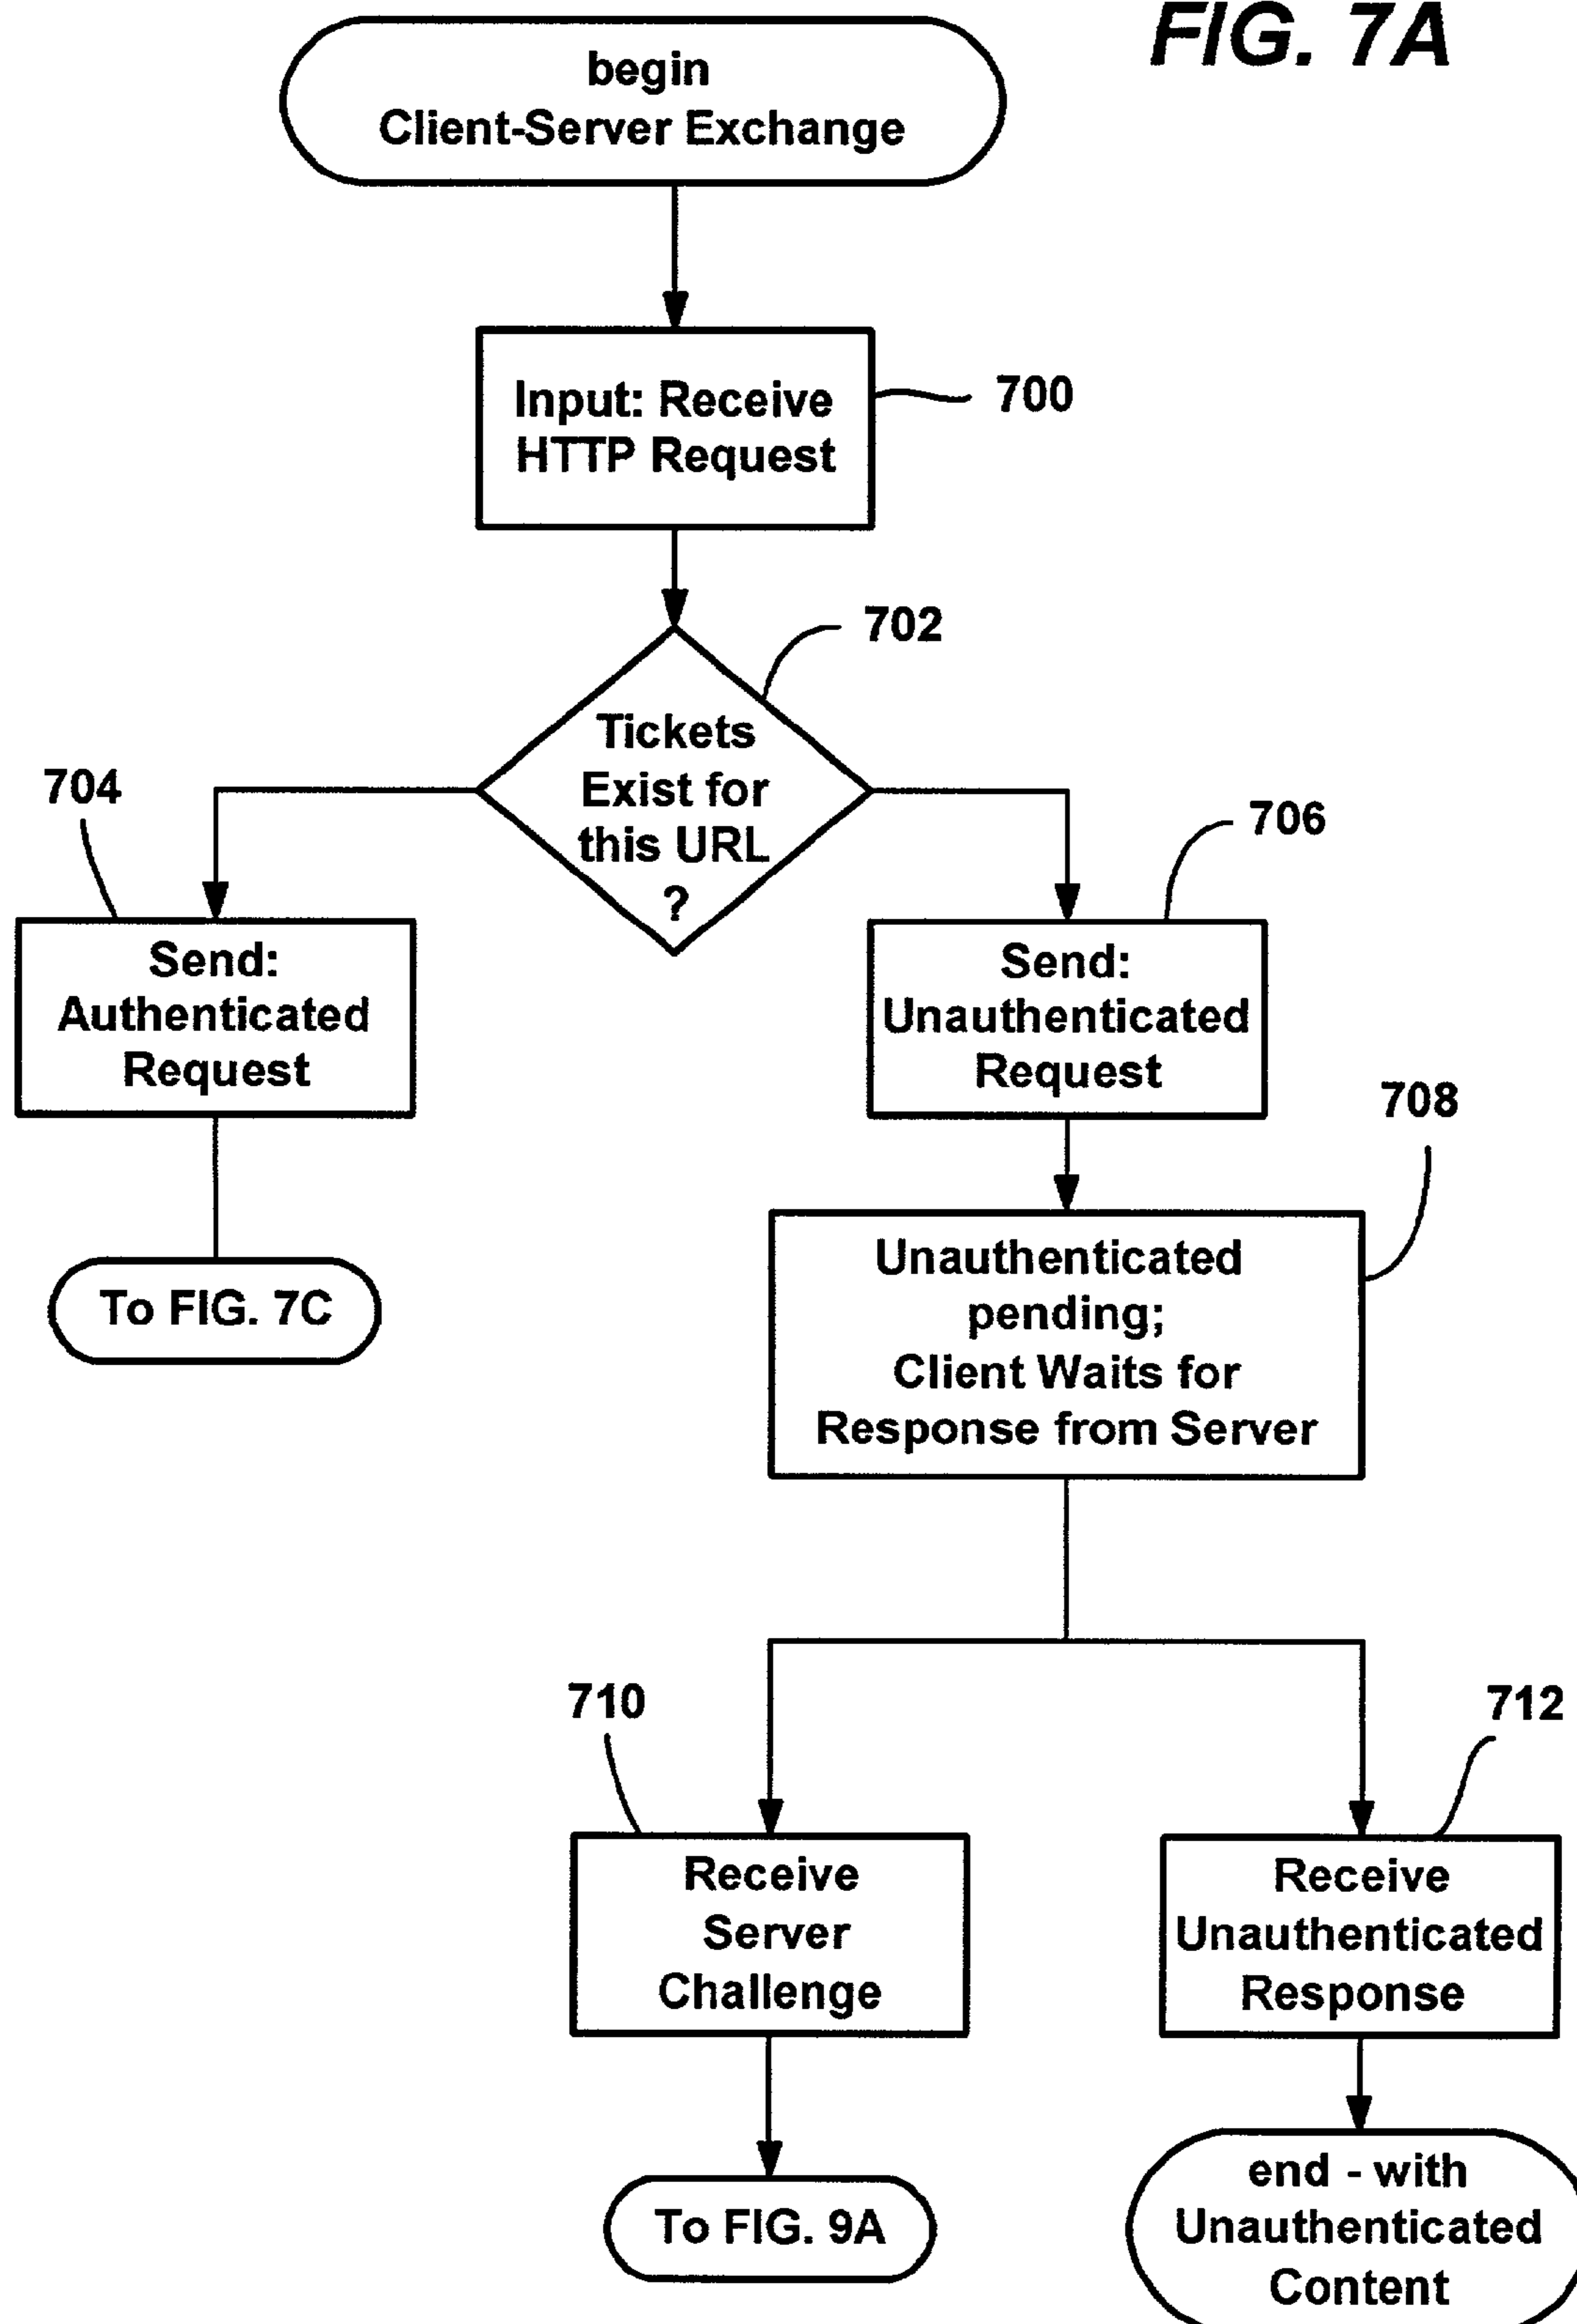 FIG. 7A
begin
Client-Server Exchange
Input: Receive
HTTP Request
700
702
Tickets
Exist for
this URL
?
704
706
Send:
Authenticated
Request
Send:
Unauthenticated
Request
708
To FIG. 7C
Unauthenticated
pending;
Client Waits for
Response from Server
710
712
Receive
Server
Challenge
Receive
Unauthenticated
Response
To FIG. 9A
end - with
Unauthenticated
Content